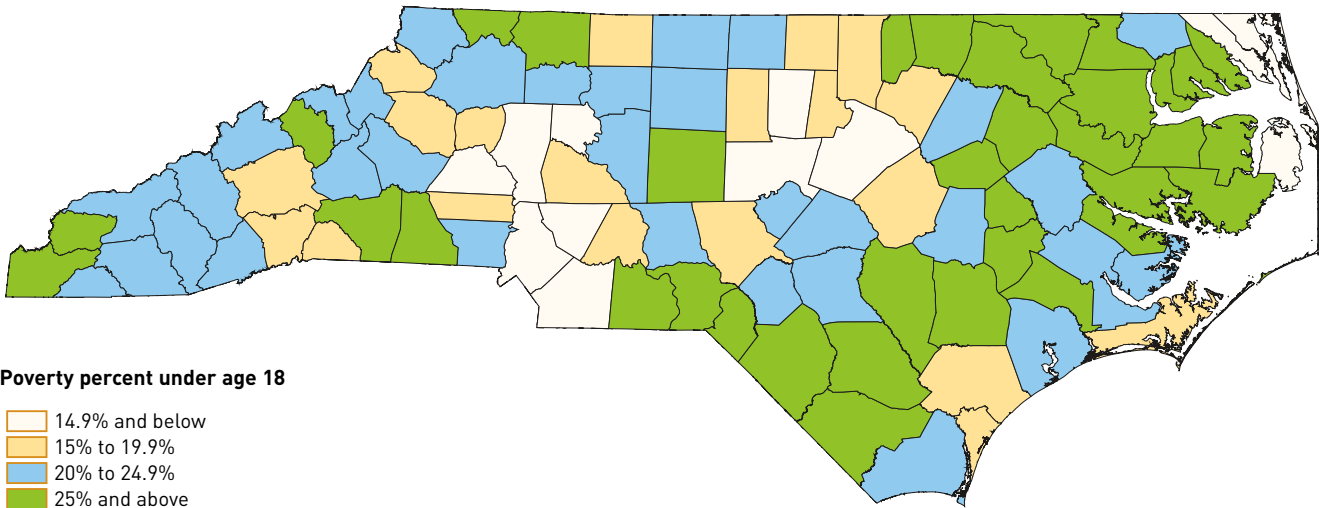 Poverty percent under age 18
14.9% and below
15% to 19.9%
20% to 24.9%
25% and above